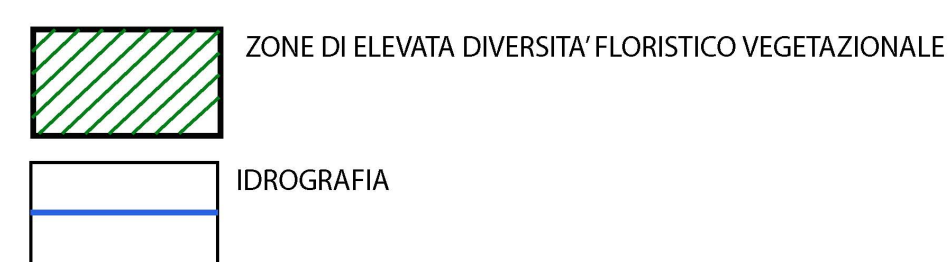 ZONE DI ELEVATA DIVERSITA' FLORISTICO VEGETAZIONALE
IDROGRAFIA